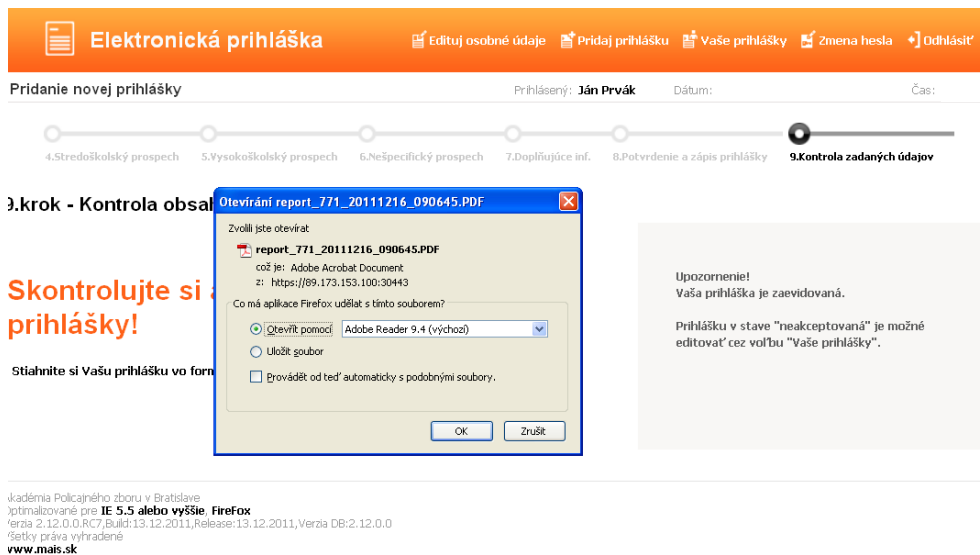 Elektronická prihláška
Edituj osobné údaje Pridaj prihlášku Vaše prihlášky Zmena hesla Odhlásiť
Pridanie novej prihlášky
Prihlásený: Ján Prvák Dátum: Čas:
4.Stredoškolský prospech 5.Vysokoškolský prospech 6.Nešpecifický prospech 7.Doplňujúce inf. 8.Potvrdenie a zápis prihlášky 9.Kontrola zadaných údajov
9.krok - Kontrola
Skontrolujte si
prihlášky!
Stiahnite si Vašu prihlášku vo
Otevírání report_771_20111216_090645.PDF
Zvolili jste otevírat
report_771_20111216_090645.PDF
což je: Adobe Acrobat Document
z: https://89.173.153.100:30443
Co má aplikace Firefox udělat s tímto souborem?
Otevřít pomocí Adobe Reader 9.4 (výchozí)
Uložit soubor
Provádět od teď automaticky s podobnými soubory.
OK Zrušit
Upozornenie!
Vaša prihláška je zaevidovaná.
Prihlášku v stave "neakceptovaná" je možné
editovať cez voľbu "Vaše prihlášky".
Akadémia Policajného zboru v Bratislave
Optimalizované pre IE 5.5 alebo vyššie, FireFox
Verzia 2.12.0.0.RC7,Build:13.12.2011,Release:13.12.2011,Verzia DB:2.12.0.0
Všetky práva vyhradené
www.mais.sk